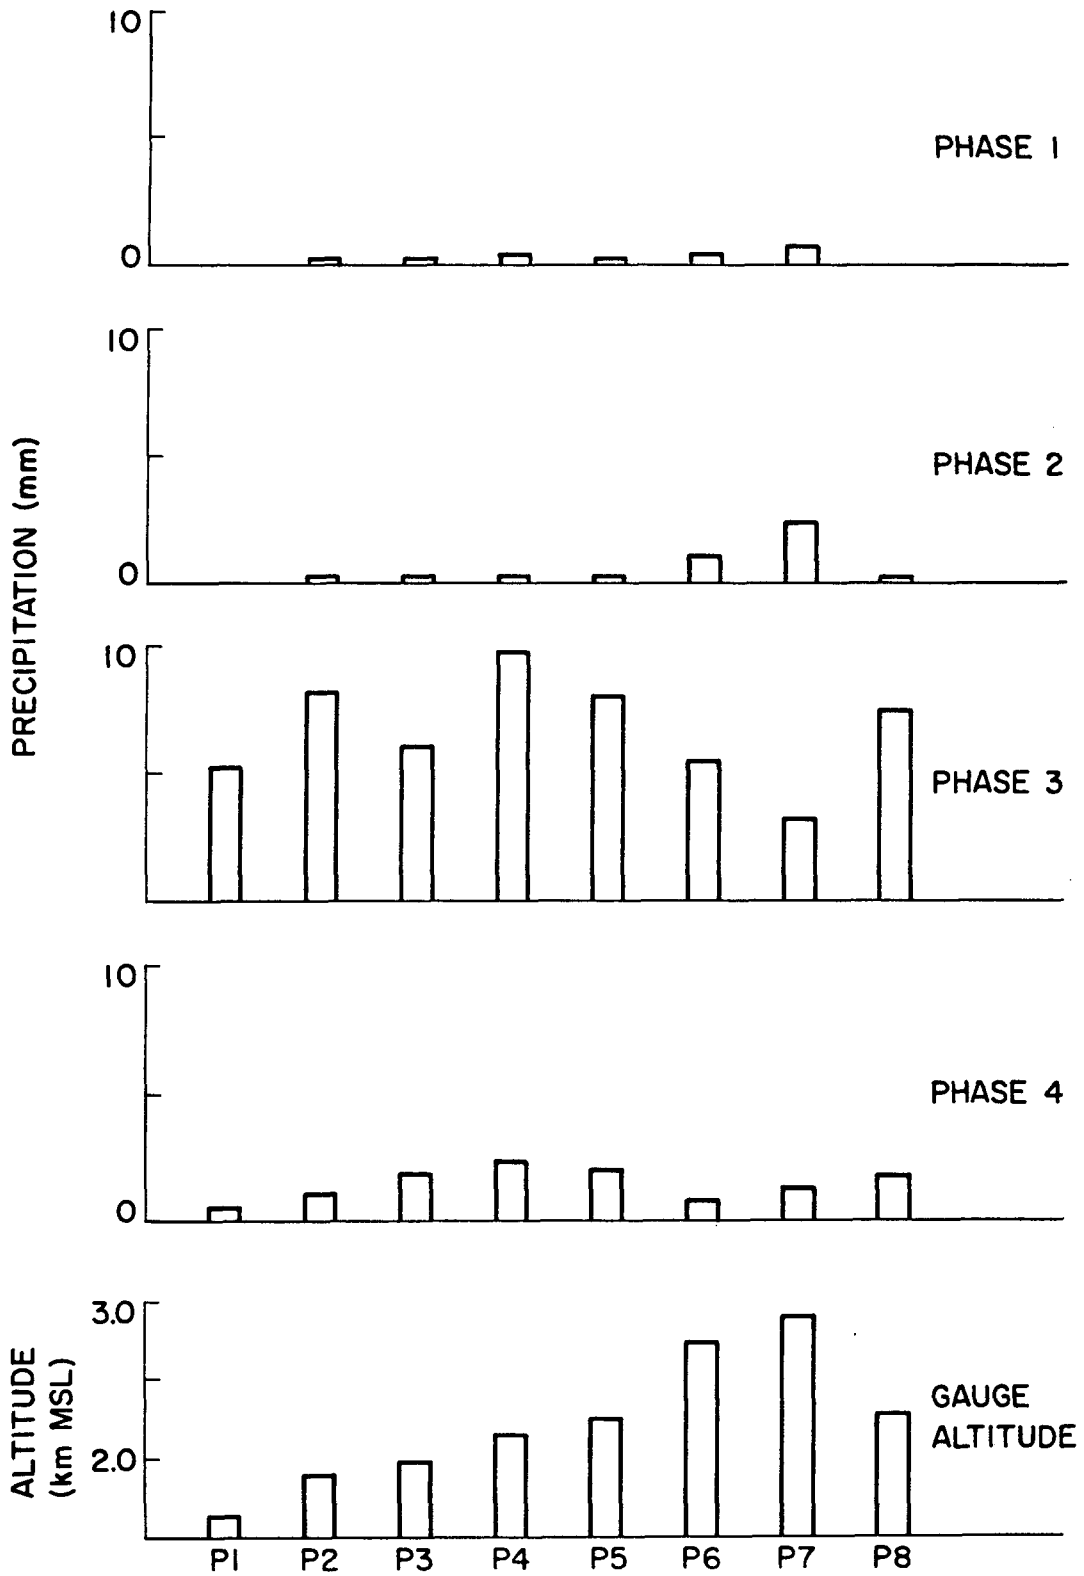 10
PHASE 1
0
10
PHASE 2
0
PRECIPITATION (mm)
10
PHASE 3
10
PHASE 4
0
ALTITUDE
(km MSL)
3.0
2.0
GAUGE
ALTITUDE
P1 P2 P3 P4 P5 P6 P7 P8